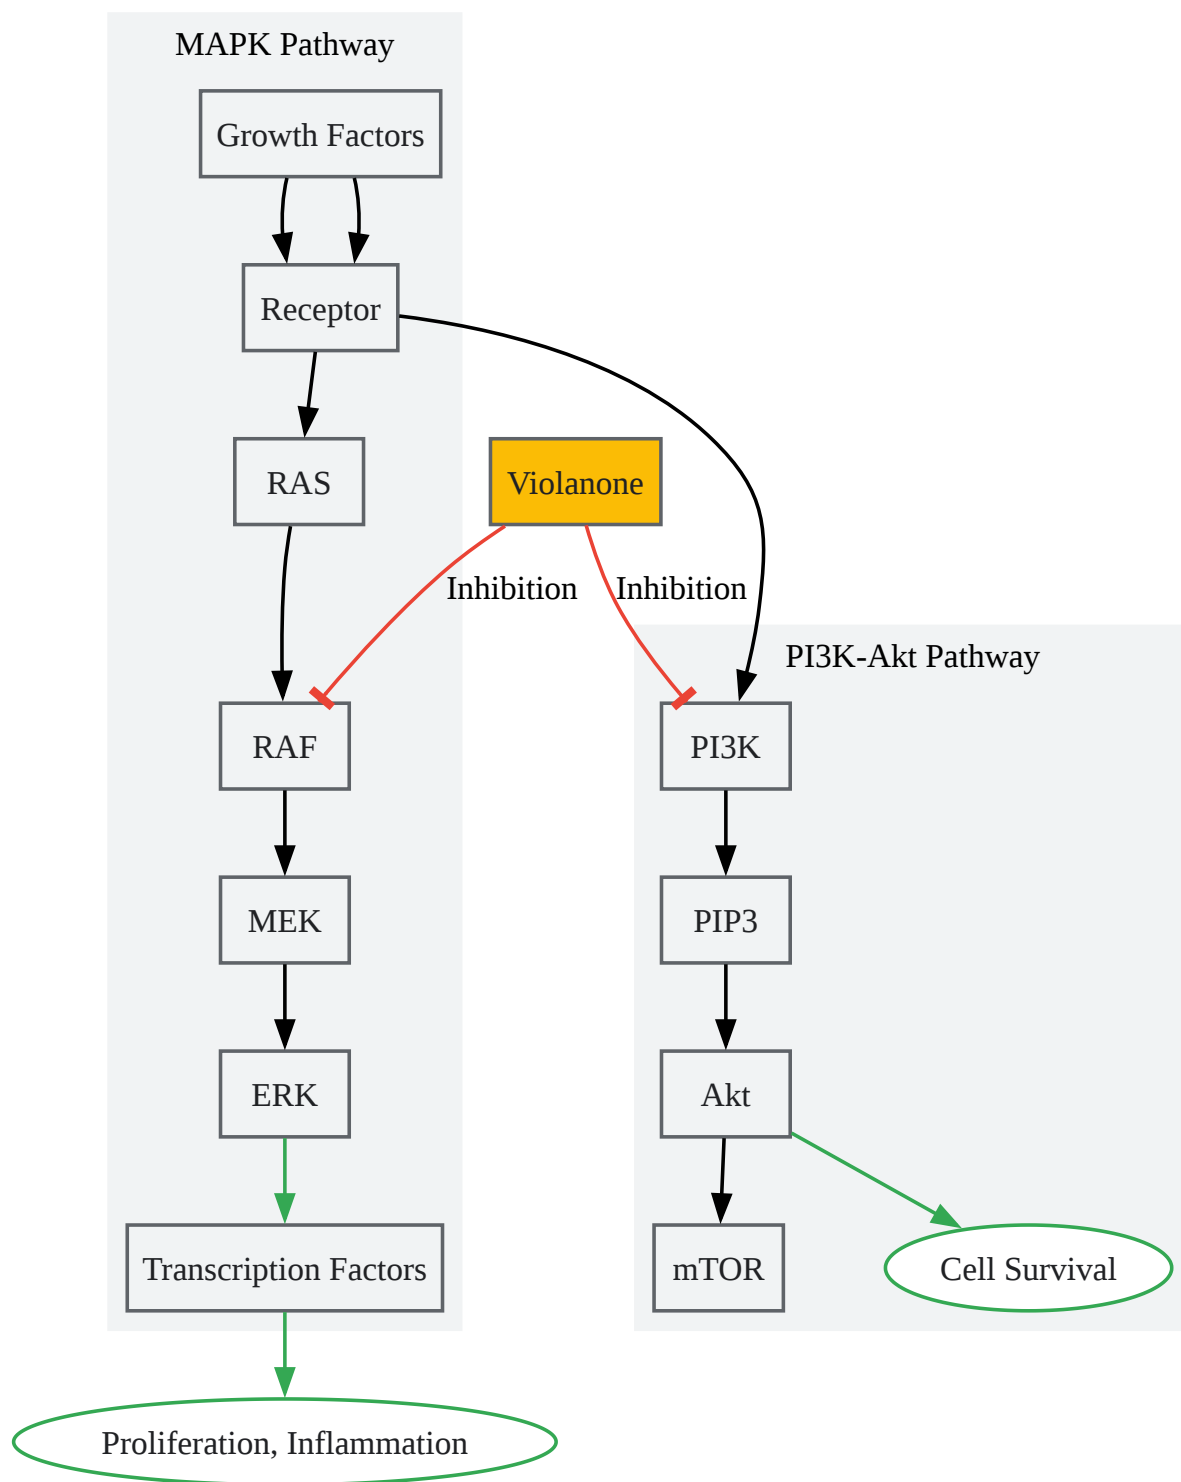 MAPK Pathway
Growth Factors
Receptor
RAS
Violanone
Inhibition
Inhibition
PI3K-Akt Pathway
RAF
PI3K
MEK
PIP3
ERK
Akt
Transcription Factors
mTOR
Cell Survival
Proliferation, Inflammation